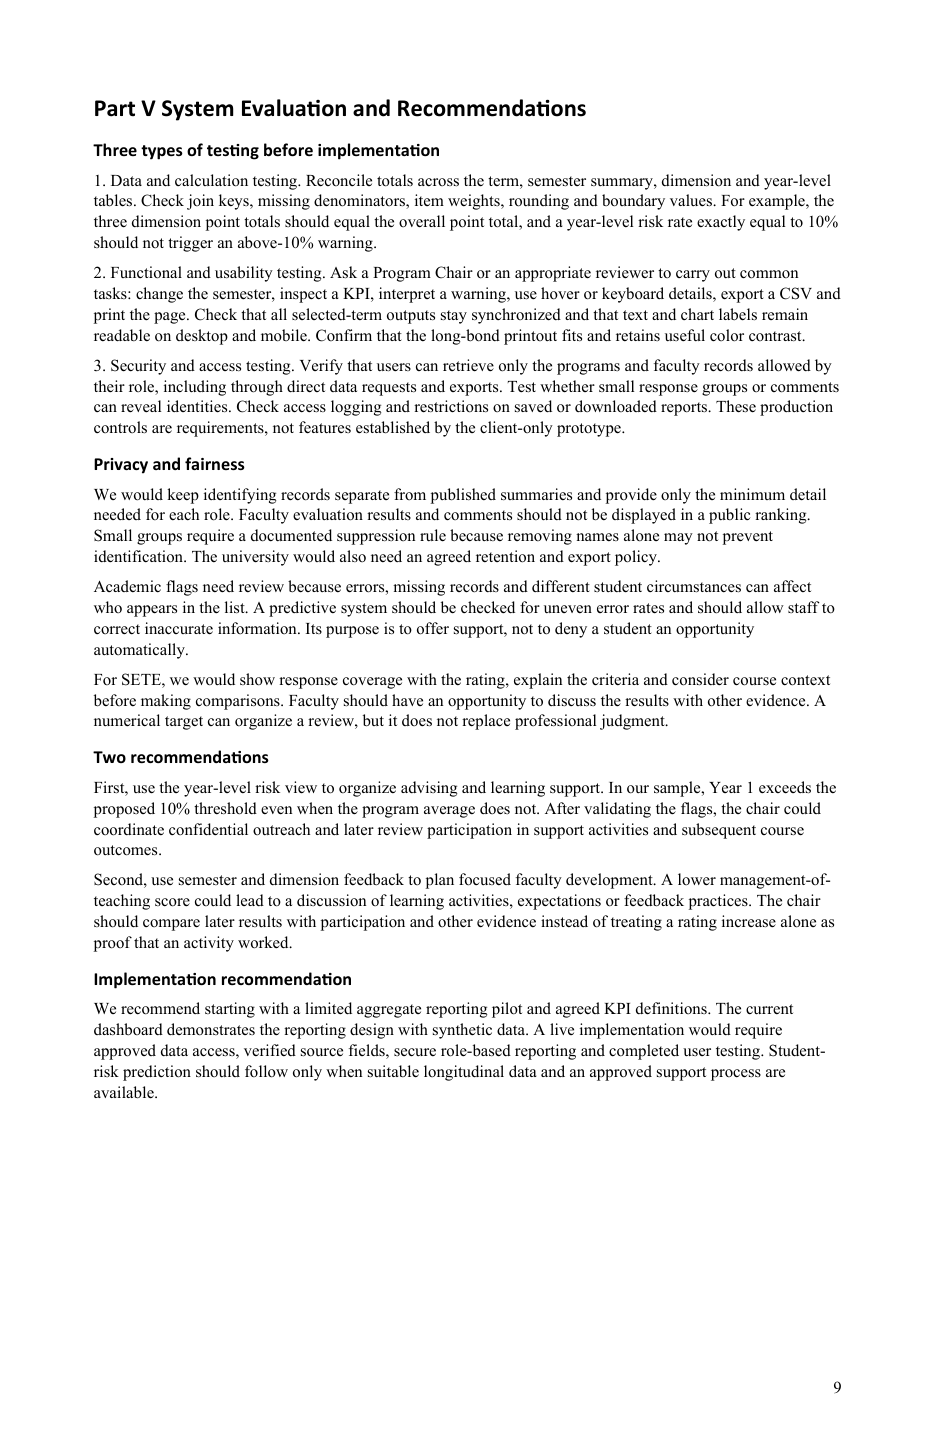 Part V System Evaluation and Recommendations
Three types of testing before implementation
1. Data and calculation testing. Reconcile totals across the term, semester summary, dimension and year-level
tables. Check join keys, missing denominators, item weights, rounding and boundary values. For example, the
three dimension point totals should equal the overall point total, and a year-level risk rate exactly equal to 10%
should not trigger an above-10% warning.
2. Functional and usability testing. Ask a Program Chair or an appropriate reviewer to carry out common
tasks: change the semester, inspect a KPI, interpret a warning, use hover or keyboard details, export a CSV and
print the page. Check that all selected-term outputs stay synchronized and that text and chart labels remain
readable on desktop and mobile. Confirm that the long-bond printout fits and retains useful color contrast.
3. Security and access testing. Verify that users can retrieve only the programs and faculty records allowed by
their role, including through direct data requests and exports. Test whether small response groups or comments
can reveal identities. Check access logging and restrictions on saved or downloaded reports. These production
controls are requirements, not features established by the client-only prototype.
Privacy and fairness
We would keep identifying records separate from published summaries and provide only the minimum detail
needed for each role. Faculty evaluation results and comments should not be displayed in a public ranking.
Small groups require a documented suppression rule because removing names alone may not prevent
identification. The university would also need an agreed retention and export policy.
Academic flags need review because errors, missing records and different student circumstances can affect
who appears in the list. A predictive system should be checked for uneven error rates and should allow staff to
correct inaccurate information. Its purpose is to offer support, not to deny a student an opportunity
automatically.
For SETE, we would show response coverage with the rating, explain the criteria and consider course context
before making comparisons. Faculty should have an opportunity to discuss the results with other evidence. A
numerical target can organize a review, but it does not replace professional judgment.
Two recommendations
First, use the year-level risk view to organize advising and learning support. In our sample, Year 1 exceeds the
proposed 10% threshold even when the program average does not. After validating the flags, the chair could
coordinate confidential outreach and later review participation in support activities and subsequent course
outcomes.
Second, use semester and dimension feedback to plan focused faculty development. A lower management-of-
teaching score could lead to a discussion of learning activities, expectations or feedback practices. The chair
should compare later results with participation and other evidence instead of treating a rating increase alone as
proof that an activity worked.
Implementation recommendation
We recommend starting with a limited aggregate reporting pilot and agreed KPI definitions. The current
dashboard demonstrates the reporting design with synthetic data. A live implementation would require
approved data access, verified source fields, secure role-based reporting and completed user testing. Student-
risk prediction should follow only when suitable longitudinal data and an approved support process are
available.
9